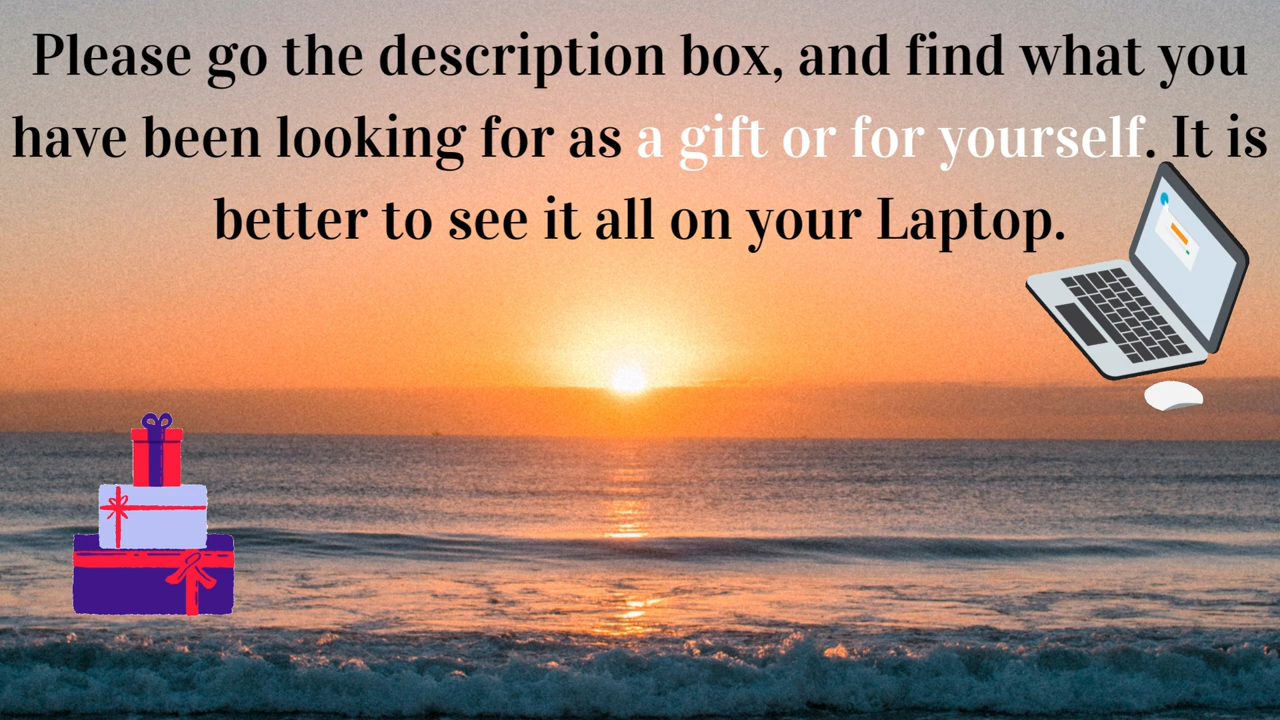 Please go the description box, and find what you
have been looking for as a gift or for yourself. It is
better to see it all on your Laptop.